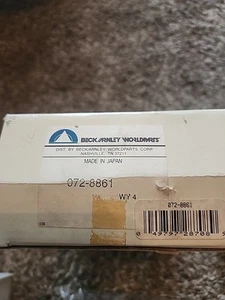 BECK/ARNLEY WORLDPARTS
DIST. BY BECK/ARNLEY WORLDPARTS CORP.
NASHVILLE, TN 37211
MADE IN JAPAN
072-8861
WY 4
072-8861